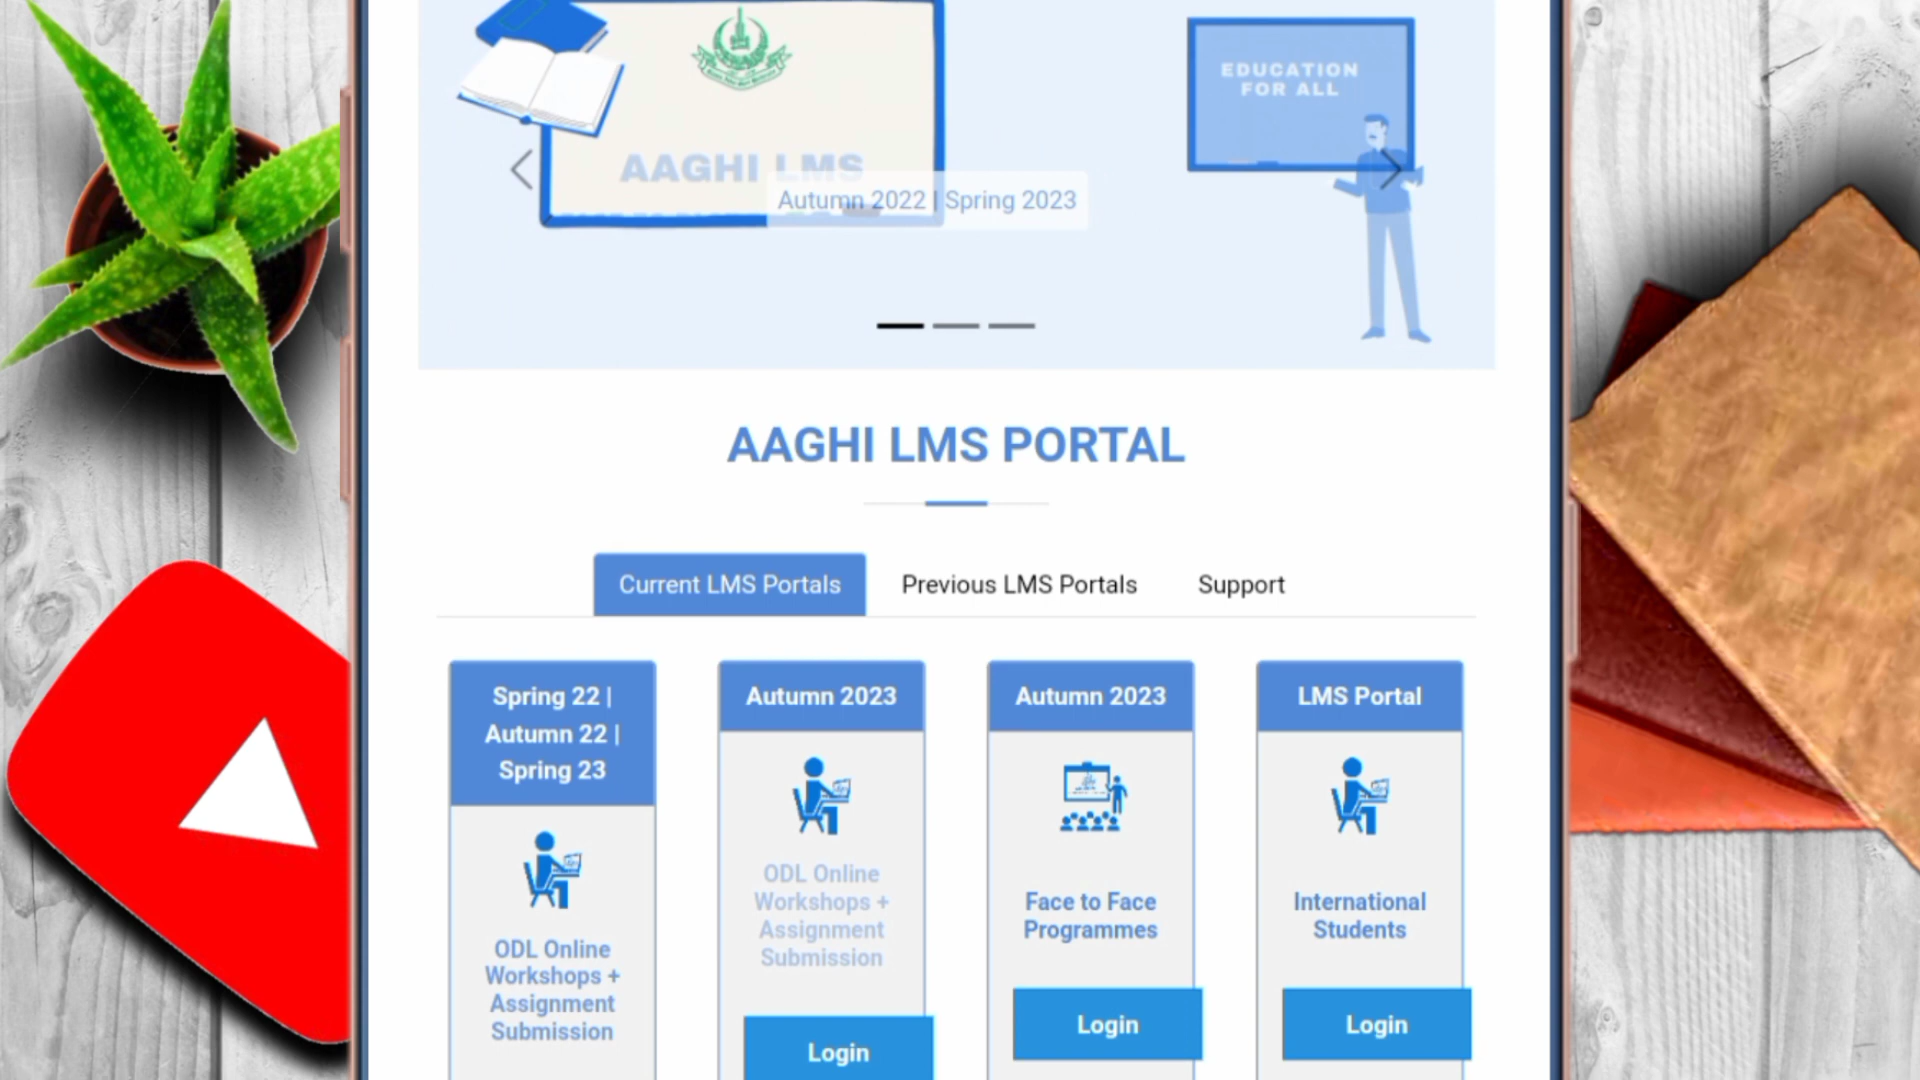 EDUCATION
FOR ALL
AAGHI LMS
Autumn 2022 | Spring 2023
AAGHI LMS PORTAL
Current LMS Portals
Previous LMS Portals
Support
Spring 22 |
Autumn 22 |
Spring 23
ODL Online
Workshops +
Assignment
Submission
Autumn 2023
ODL Online
Workshops +
Assignment
Submission
Login
Autumn 2023
Face to Face
Programmes
Login
LMS Portal
International
Students
Login